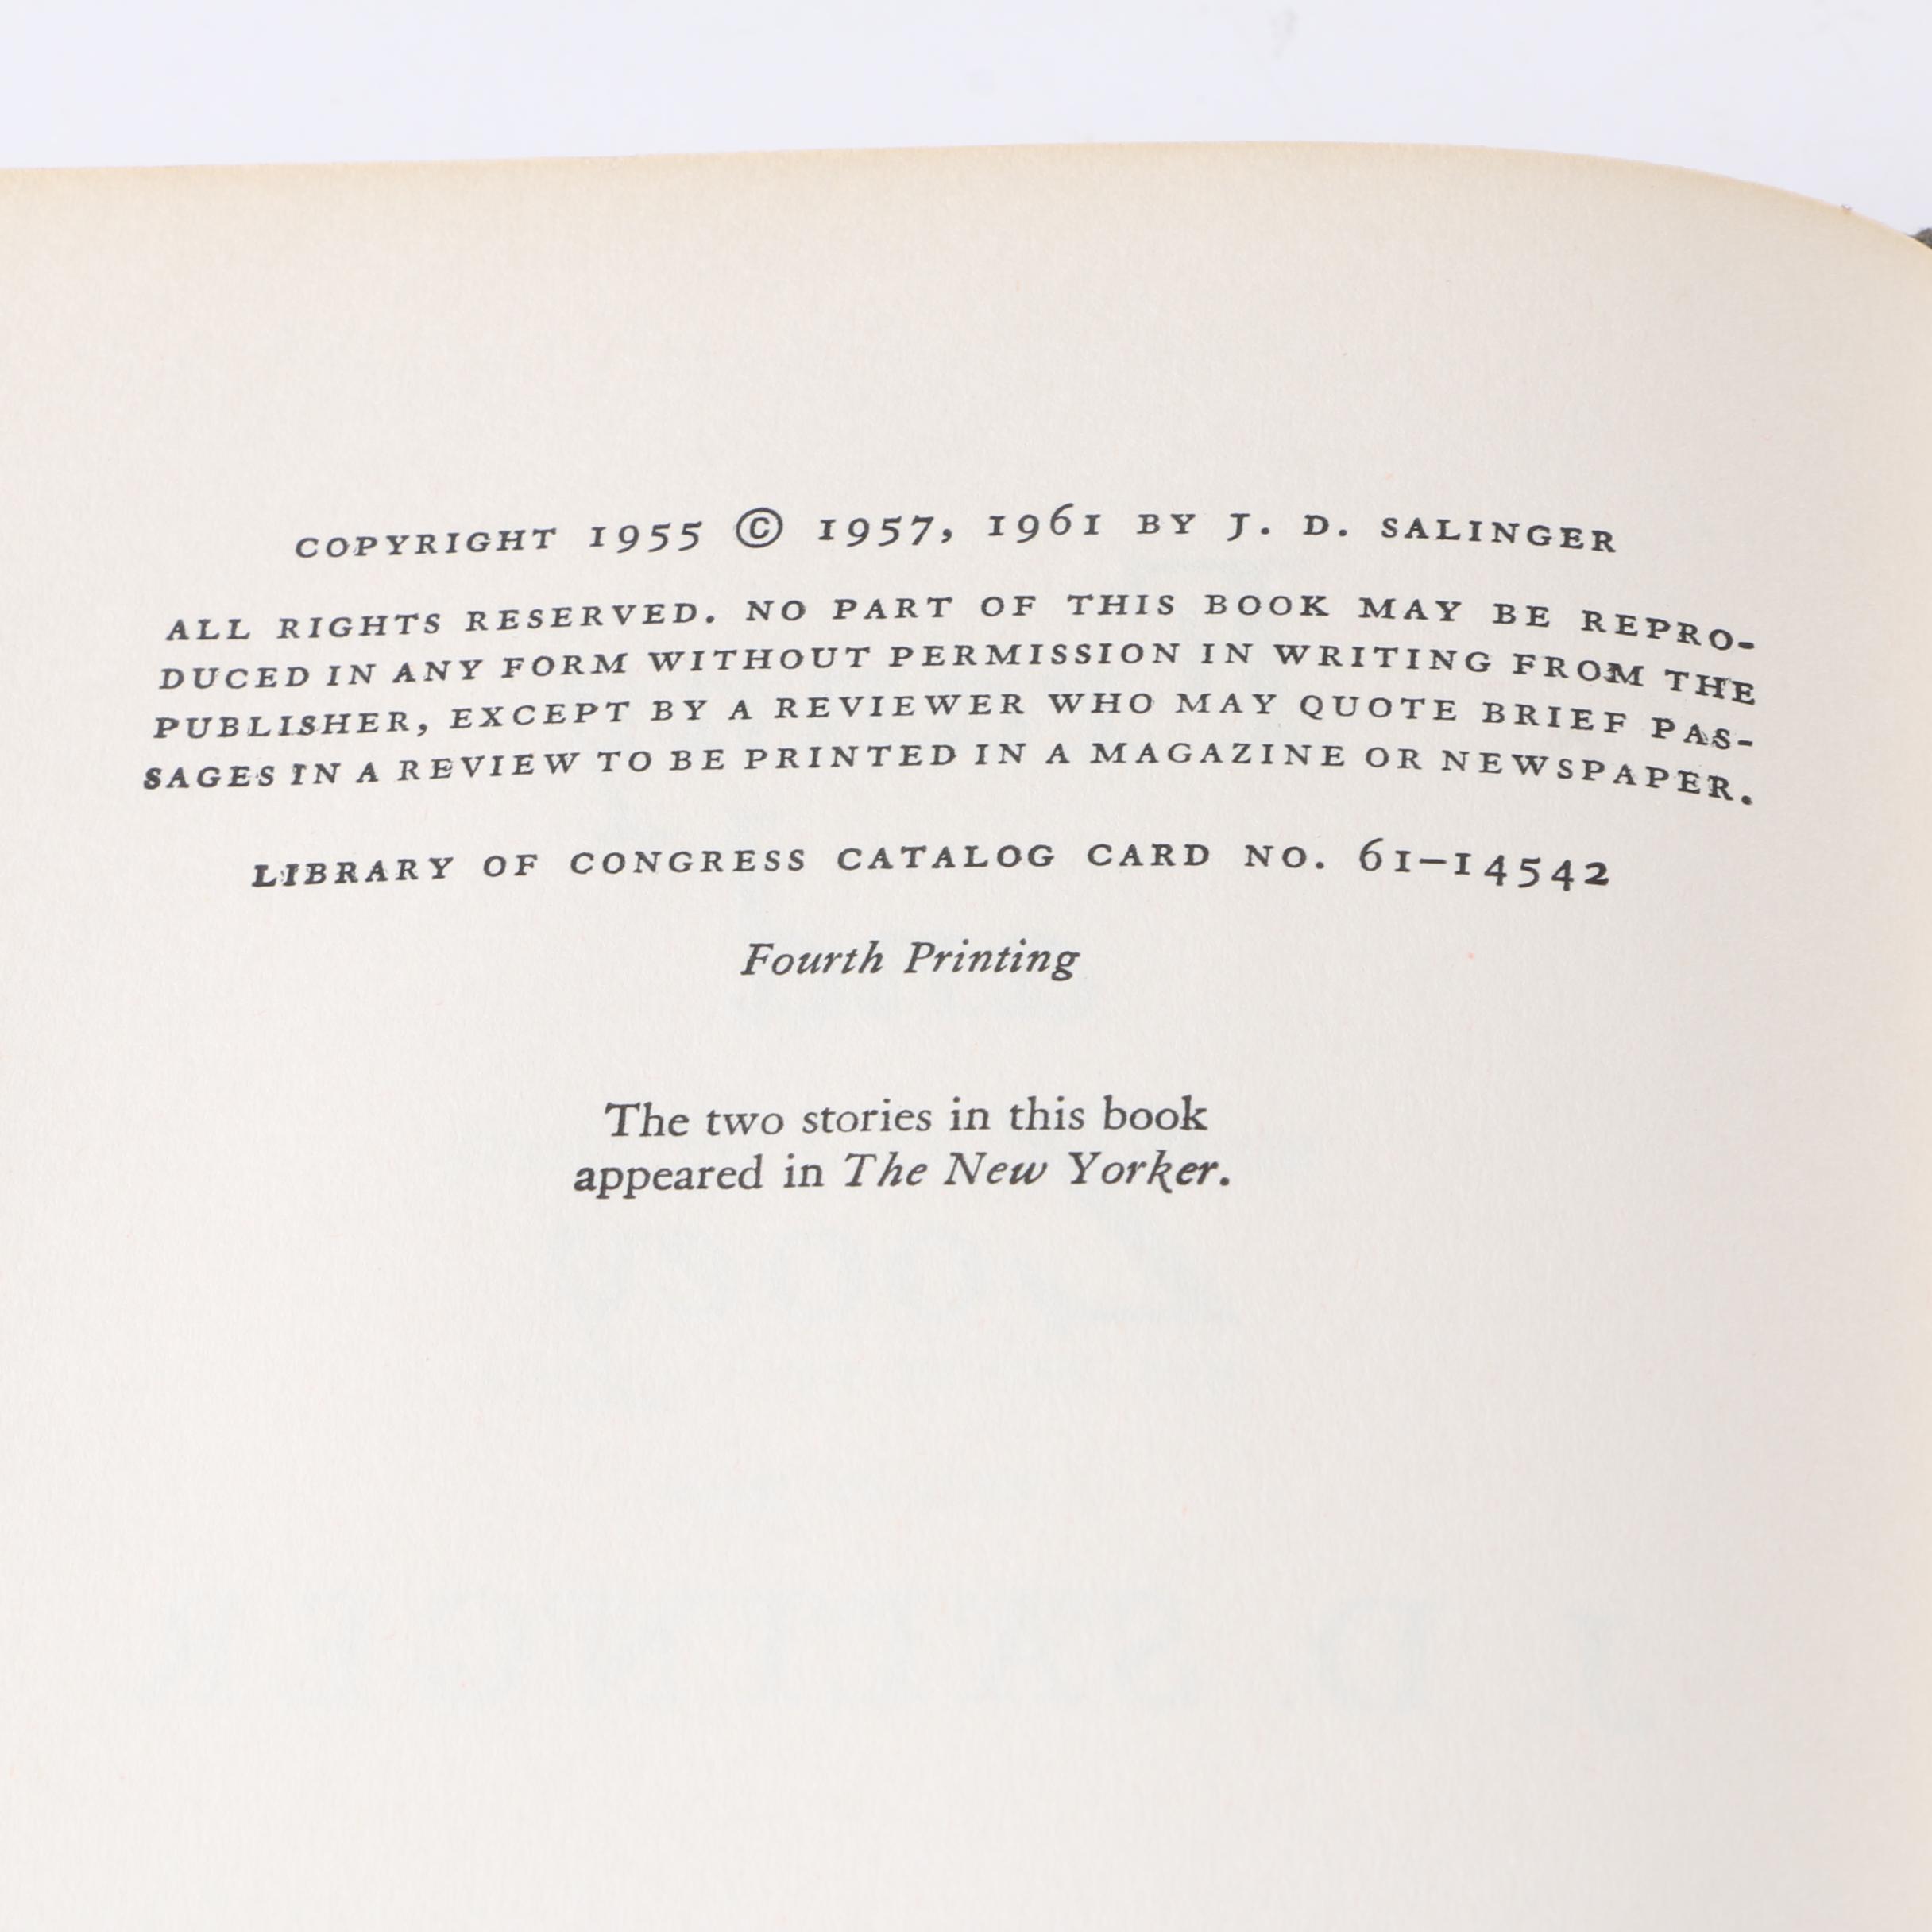 COPYRIGHT 1955 © 1957, 1961 BY J. D. SALINGER
ALL RIGHTS RESERVED. NO PART OF THIS BOOK MAY BE REPRO-
DUCED IN ANY FORM WITHOUT PERMISSION IN WRITING FROM THE
PUBLISHER, EXCEPT BY A REVIEWER WHO MAY QUOTE BRIEF PAS-
SAGES IN A REVIEW TO BE PRINTED IN A MAGAZINE OR NEWSPAPER.
LIBRARY OF CONGRESS CATALOG CARD NO. 61–14542
Fourth Printing
The two stories in this book
appeared in The New Yorker.